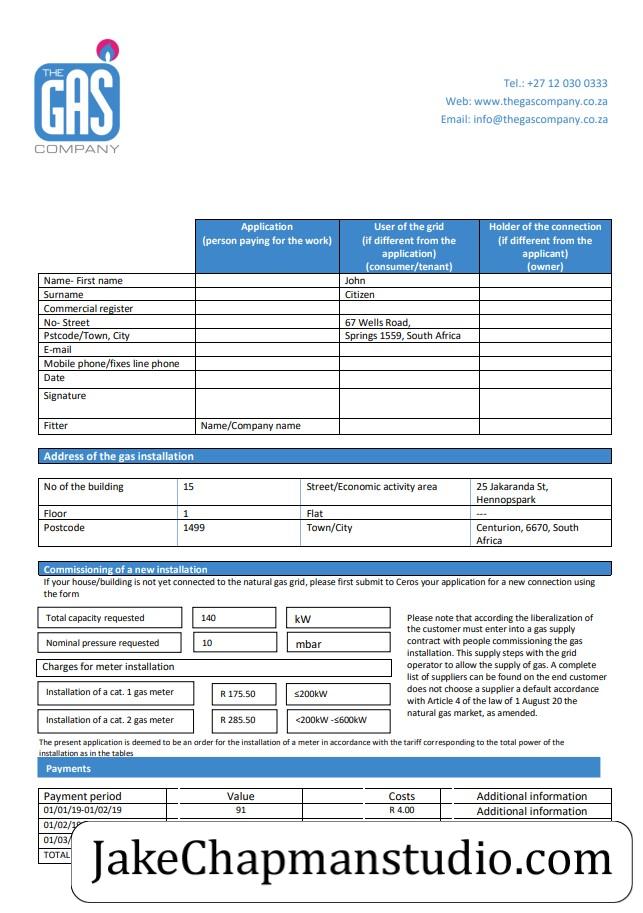 THE
GAS
COMPANY
Tel.: +27 12 030 0333
Web: www.thegascompany.co.za
Email: info@thegascompany.co.za
Application
(person paying for the work)
User of the grid
(if different from the
application)
(consumer/tenant)
Holder of the connection
(if different from the
applicant)
(owner)
Name- First name John
Surname Citizen
Commercial register
No- Street 67 Wells Road,
Pstcode/Town, City Springs 1559, South Africa
E-mail
Mobile phone/fixes line phone
Date
Signature
Fitter Name/Company name
Address of the gas installation
No of the building 15 Street/Economic activity area 25 Jakaranda St,
Hennopspark
Floor 1 Flat ---
Postcode 1499 Town/City Centurion, 6670, South
Africa
Commissioning of a new installation
If your house/building is not yet connected to the natural gas grid, please first submit to Ceros your application for a new connection using
the form
Total capacity requested 140 kW
Nominal pressure requested 10 mbar
Charges for meter installation
Installation of a cat. 1 gas meter R 175.50 ≤200kW
Installation of a cat. 2 gas meter R 285.50 <200kW -≤600kW
Please note that according the liberalization of
the customer must enter into a gas supply
contract with people commissioning the gas
installation. This supply steps with the grid
operator to allow the supply of gas. A complete
list of suppliers can be found on the end customer
does not choose a supplier a default accordance
with Article 4 of the law of 1 August 20 the
natural gas market, as amended.
The present application is deemed to be an order for the installation of a meter in accordance with the tariff corresponding to the total power of the
installation as in the tables
Payments
Payment period Value Costs Additional information
01/01/19-01/02/19 91 R 4.00 Additional information
01/02/19
01/03/
TOTAL
JakeChapmanstudio.com